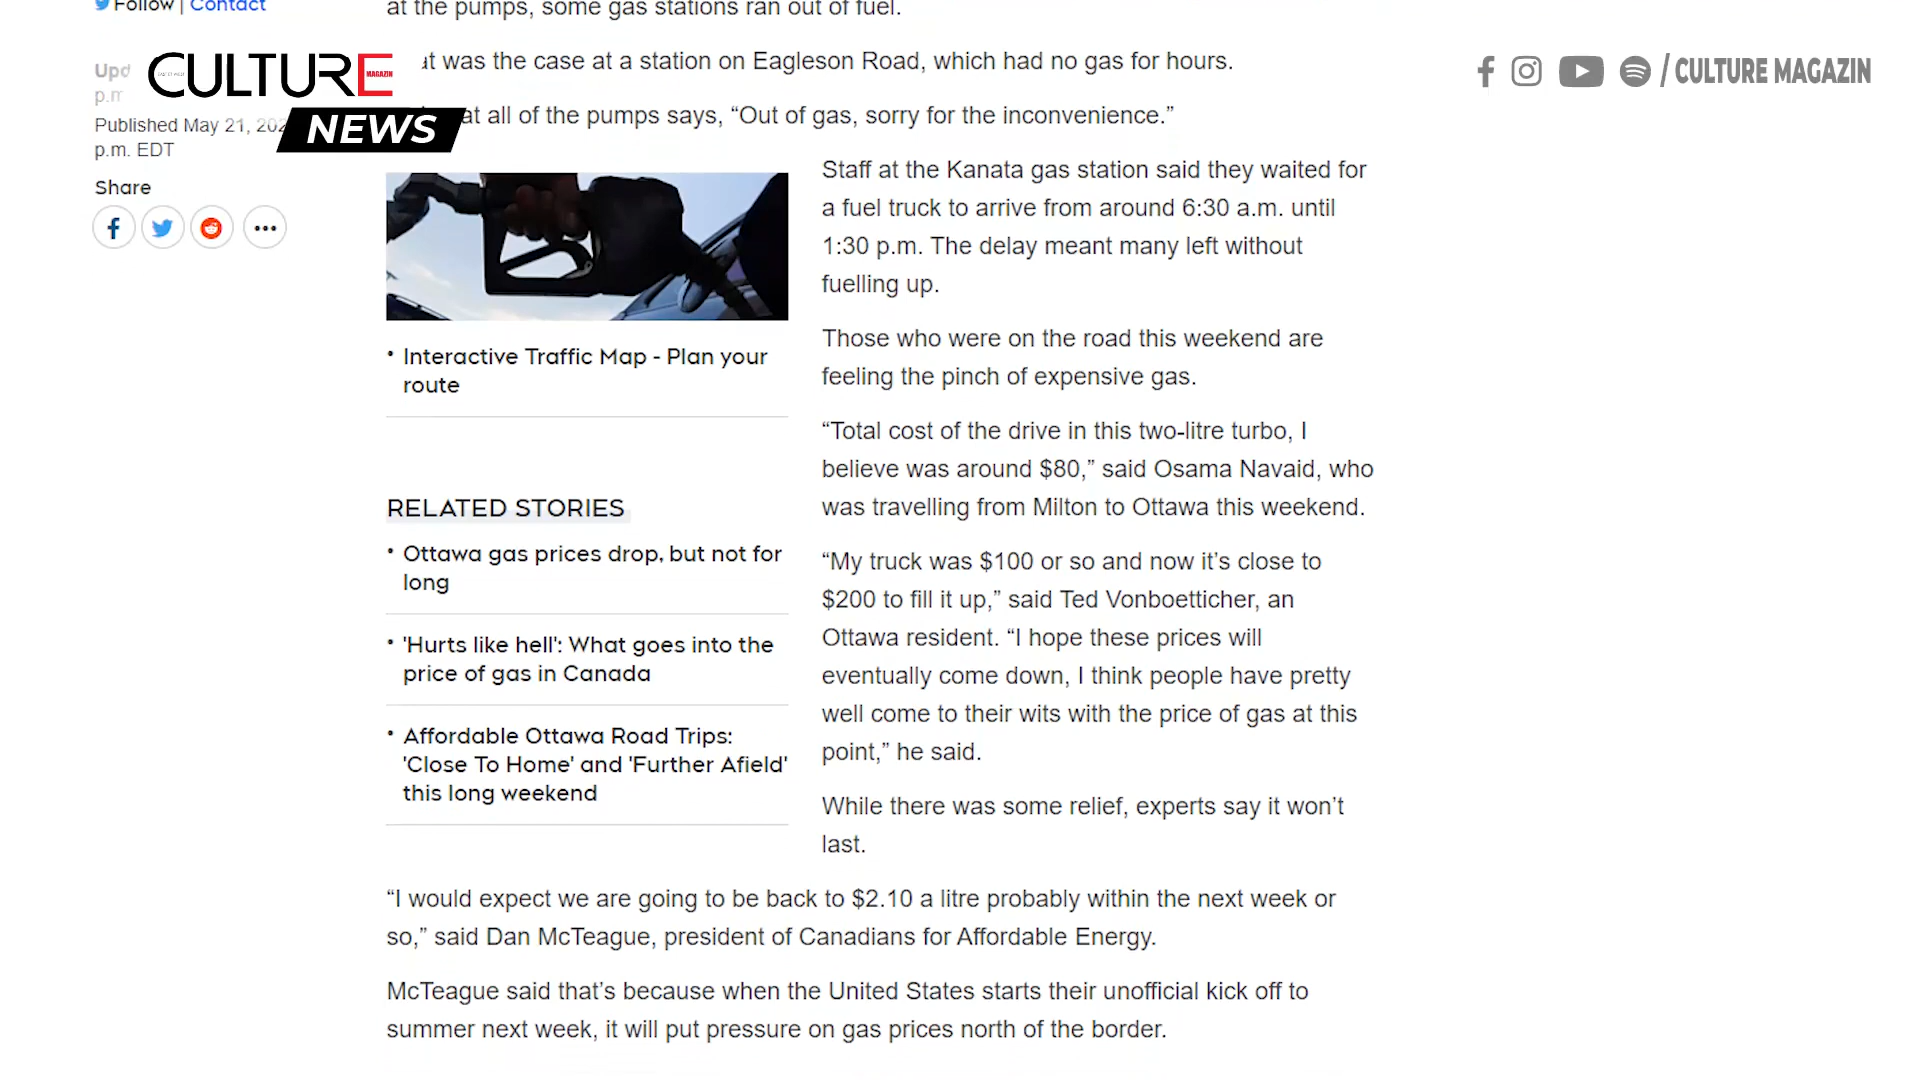 Follow | Contact
at the pumps, some gas stations ran out of fuel.
CULTURE
MAGAZIN
NEWS
/ CULTURE MAGAZIN
p.m
was the case at a station on Eagleson Road, which had no gas for hours.
at all of the pumps says, “Out of gas, sorry for the inconvenience.”
Published May 21, 202
p.m. EDT
Share
Staff at the Kanata gas station said they waited for
a fuel truck to arrive from around 6:30 a.m. until
1:30 p.m. The delay meant many left without
fuelling up.
Interactive Traffic Map - Plan your
route
Those who were on the road this weekend are
feeling the pinch of expensive gas.
“Total cost of the drive in this two-litre turbo, I
believe was around $80,” said Osama Navaid, who
was travelling from Milton to Ottawa this weekend.
RELATED STORIES
Ottawa gas prices drop, but not for
long
'Hurts like hell': What goes into the
price of gas in Canada
Affordable Ottawa Road Trips:
'Close To Home' and 'Further Afield'
this long weekend
“My truck was $100 or so and now it’s close to
$200 to fill it up,” said Ted Vonboetticher, an
Ottawa resident. “I hope these prices will
eventually come down, I think people have pretty
well come to their wits with the price of gas at this
point,” he said.
While there was some relief, experts say it won’t
last.
“I would expect we are going to be back to $2.10 a litre probably within the next week or
so,” said Dan McTeague, president of Canadians for Affordable Energy.
McTeague said that’s because when the United States starts their unofficial kick off to
summer next week, it will put pressure on gas prices north of the border.